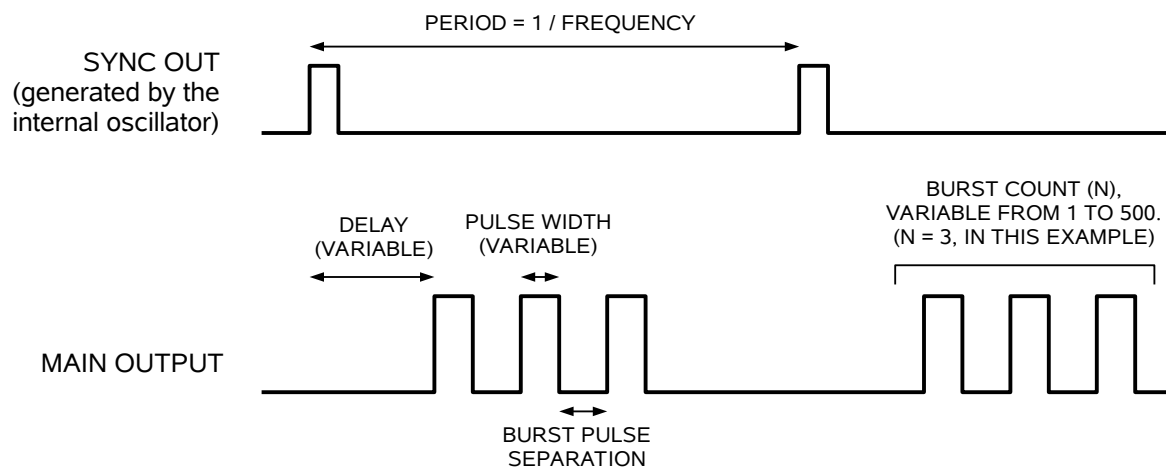 PERIOD = 1 / FREQUENCY
SYNC OUT
(generated by the
internal oscillator)
BURST COUNT (N),
VARIABLE FROM 1 TO 500.
(N = 3, IN THIS EXAMPLE)
DELAY
(VARIABLE)
PULSE WIDTH
(VARIABLE)
MAIN OUTPUT
BURST PULSE
SEPARATION